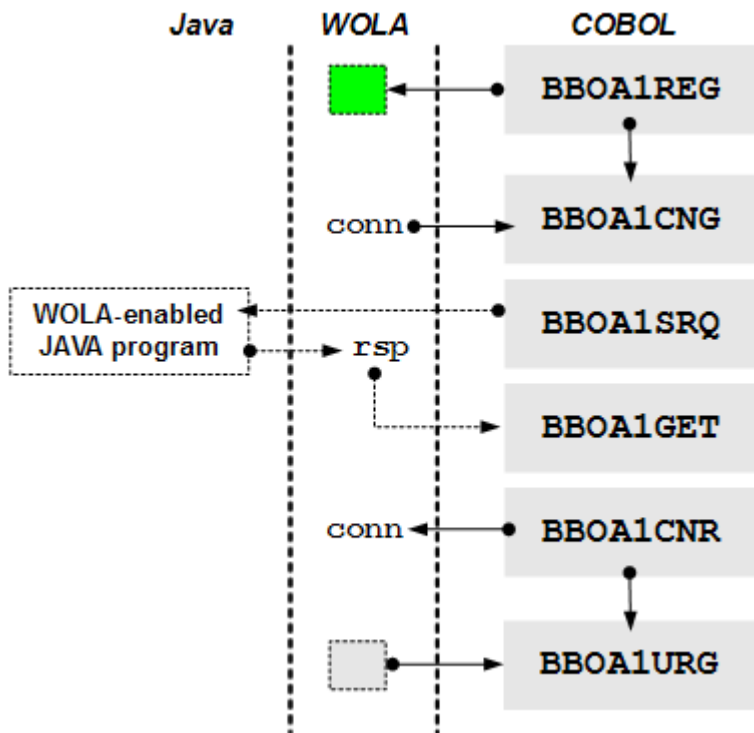 Java WOLA COBOL
BBOA1REG
conn BBOA1CNG
WOLA-enabled
JAVA program
BBOA1SRQ
rsp
BBOA1GET
conn BBOA1CNR
BBOA1URG